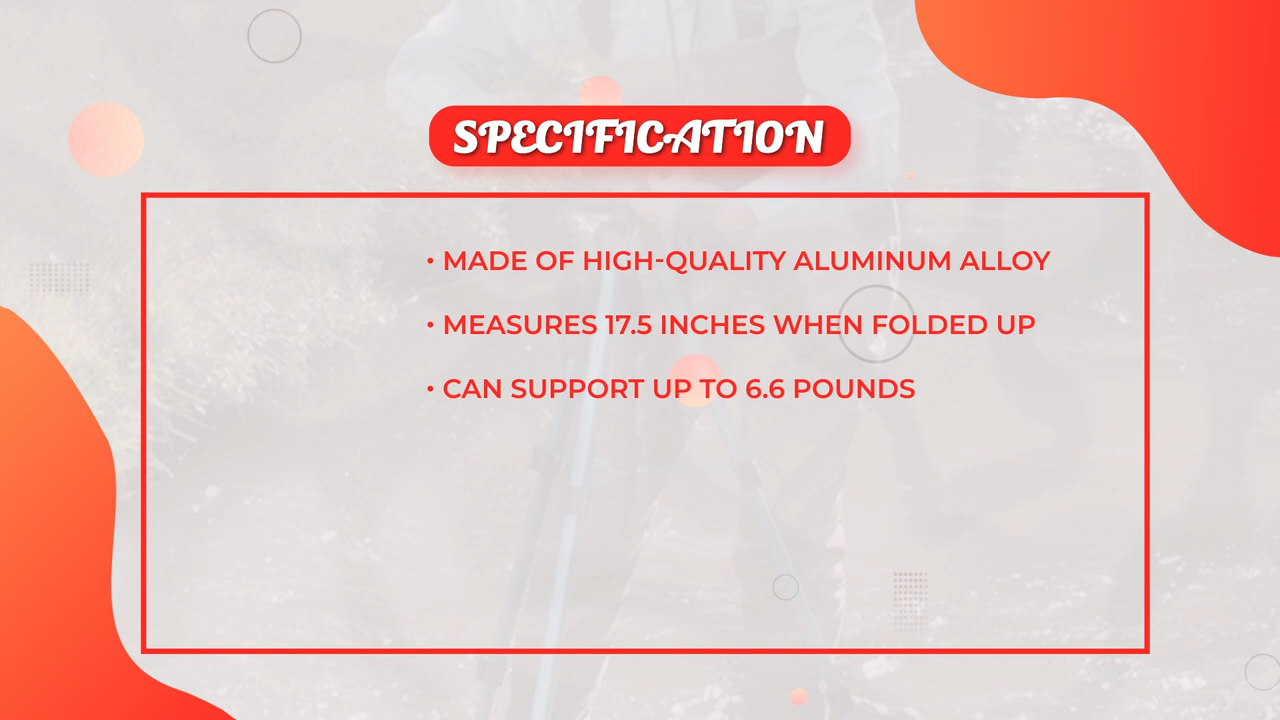 SPECIFICATION
• MADE OF HIGH-QUALITY ALUMINUM ALLOY
• MEASURES 17.5 INCHES WHEN FOLDED UP
• CAN SUPPORT UP TO 6.6 POUNDS